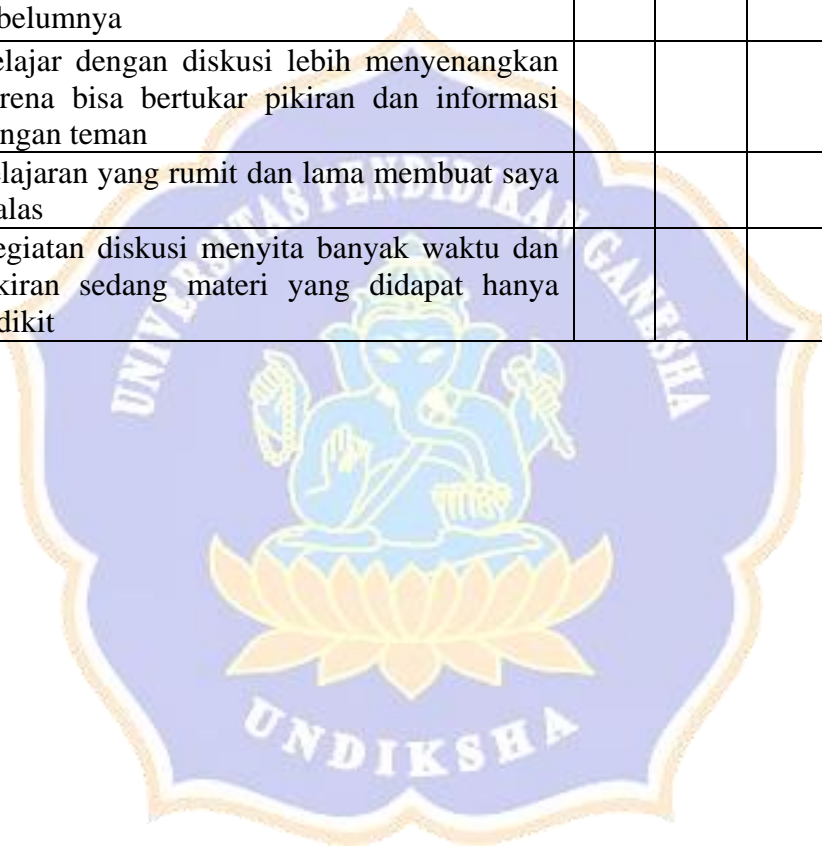 belumnya
elajar dengan diskusi lebih menyenangkan
rena bisa bertukar pikiran dan informasi
ngan teman
elajaran yang rumit dan lama membuat saya
alas
egiatan diskusi menyita banyak waktu dan
kiran sedang materi yang didapat hanya
dikit
UNIVERSITAS PENDIDIKAN GANESHA
UNDIKSHA